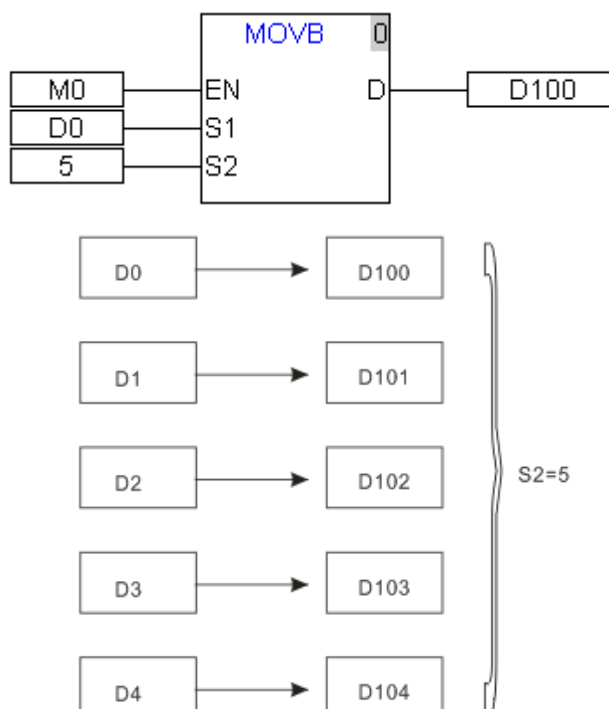 MOVB 0
M0 EN D D100
D0 S1
5 S2
D0 D100
D1 D101
D2 D102
S2=5
D3 D103
D4 D104